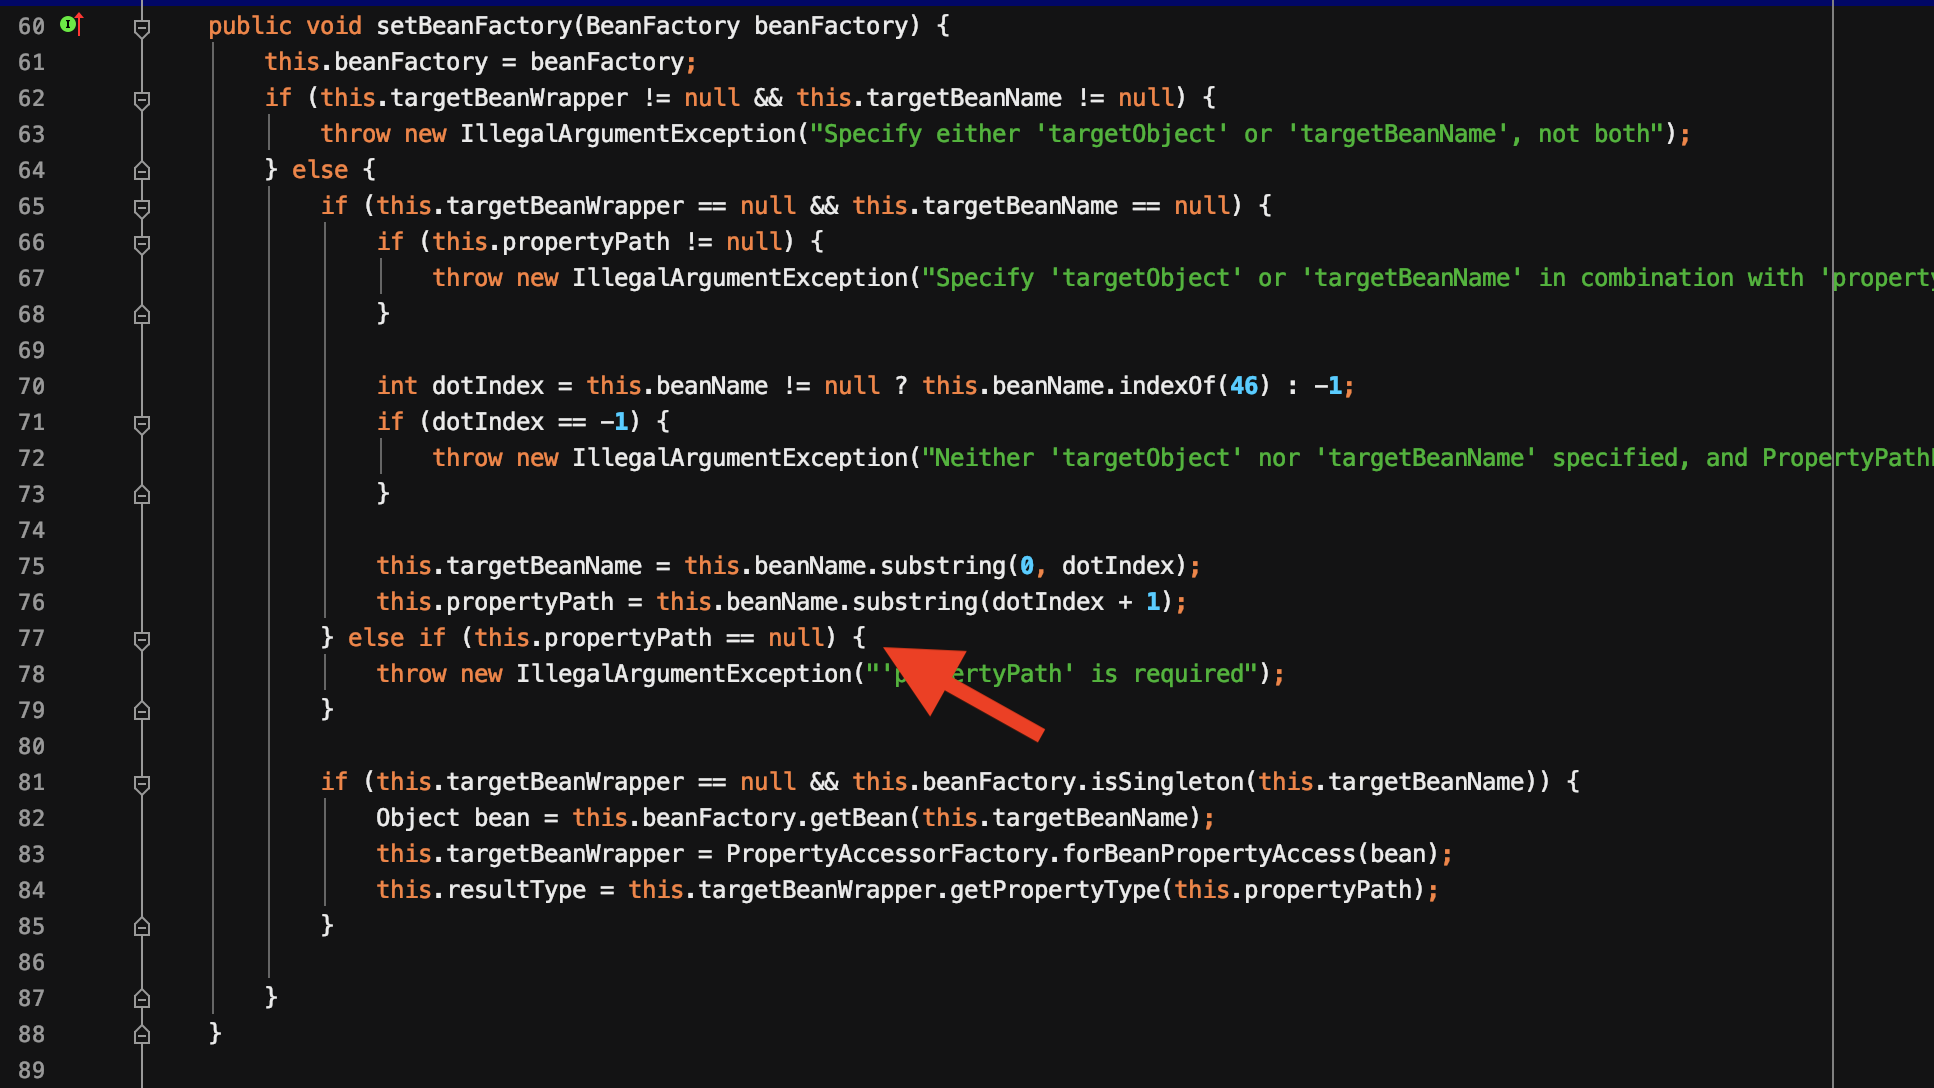 60 public void setBeanFactory(BeanFactory beanFactory) {
61 this.beanFactory = beanFactory;
62 if (this.targetBeanWrapper != null && this.targetBeanName != null) {
63 throw new IllegalArgumentException("Specify either 'targetObject' or 'targetBeanName', not both");
64 } else {
65 if (this.targetBeanWrapper == null && this.targetBeanName == null) {
66 if (this.propertyPath != null) {
67 throw new IllegalArgumentException("Specify 'targetObject' or 'targetBeanName' in combination with 'property
68 }
69
70 int dotIndex = this.beanName != null ? this.beanName.indexOf(46) : -1;
71 if (dotIndex == -1) {
72 throw new IllegalArgumentException("Neither 'targetObject' nor 'targetBeanName' specified, and PropertyPath
73 }
74
75 this.targetBeanName = this.beanName.substring(0, dotIndex);
76 this.propertyPath = this.beanName.substring(dotIndex + 1);
77 } else if (this.propertyPath == null) {
78 throw new IllegalArgumentException("'propertyPath' is required");
79 }
80
81 if (this.targetBeanWrapper == null && this.beanFactory.isSingleton(this.targetBeanName)) {
82 Object bean = this.beanFactory.getBean(this.targetBeanName);
83 this.targetBeanWrapper = PropertyAccessorFactory.forBeanPropertyAccess(bean);
84 this.resultType = this.targetBeanWrapper.getPropertyType(this.propertyPath);
85 }
86
87 }
88 }
89